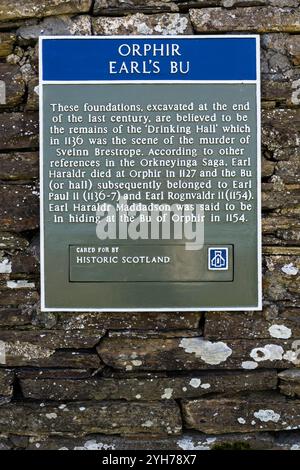 ORPHIR
EARL'S BU
These foundations, excavated at the end
of the last century, are believed to be
the remains of the 'Drinking Hall' which
in 1136 was the scene of the murder of
Sveinn Brestrope. According to other
references in the Orkneyinga Saga, Earl
Haraldr died at Orphir in 1127 and the Bu
(or hall) subsequently belonged to Earl
Paul II (1136-7) and Earl Rognvaldr II (1154).
Earl Haraldr Maddadson was said to be
in hiding at the Bu of Orphir in 1154.
CARED FOR BY
HISTORIC SCOTLAND